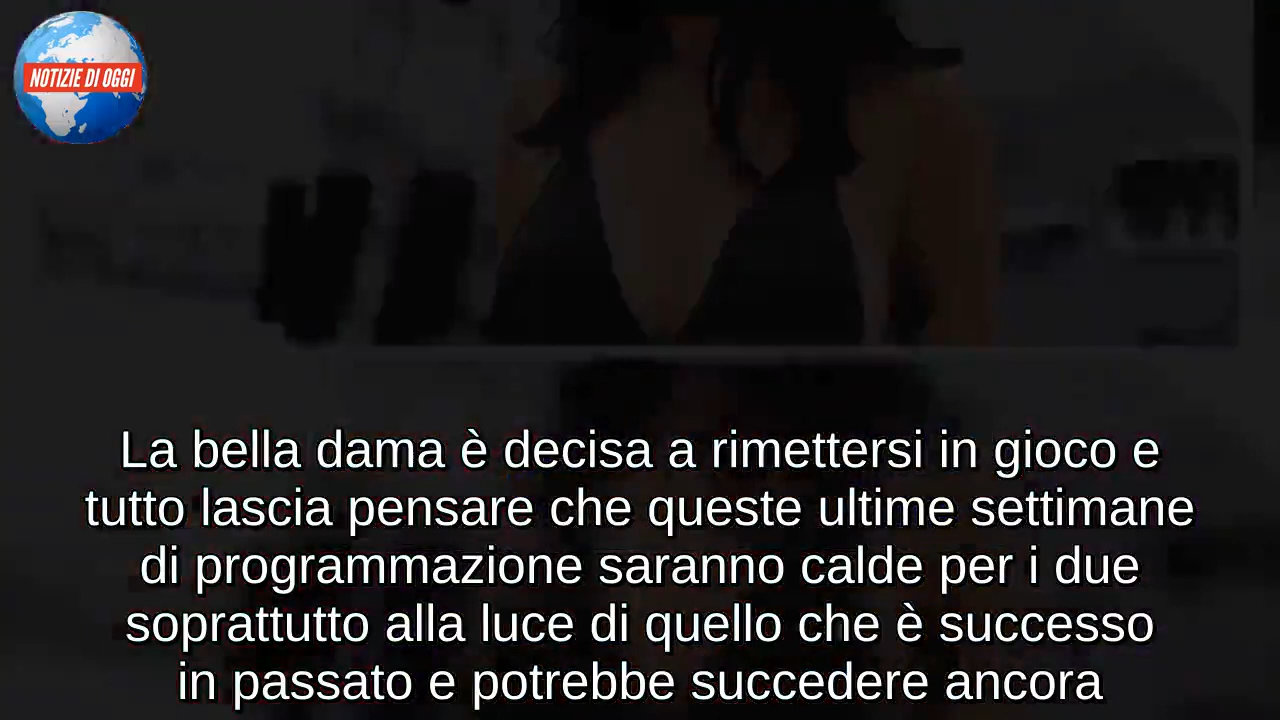 NOTIZIE DI OGGI
La bella dama è decisa a rimettersi in gioco e
tutto lascia pensare che queste ultime settimane
di programmazione saranno calde per i due
soprattutto alla luce di quello che è successo
in passato e potrebbe succedere ancora